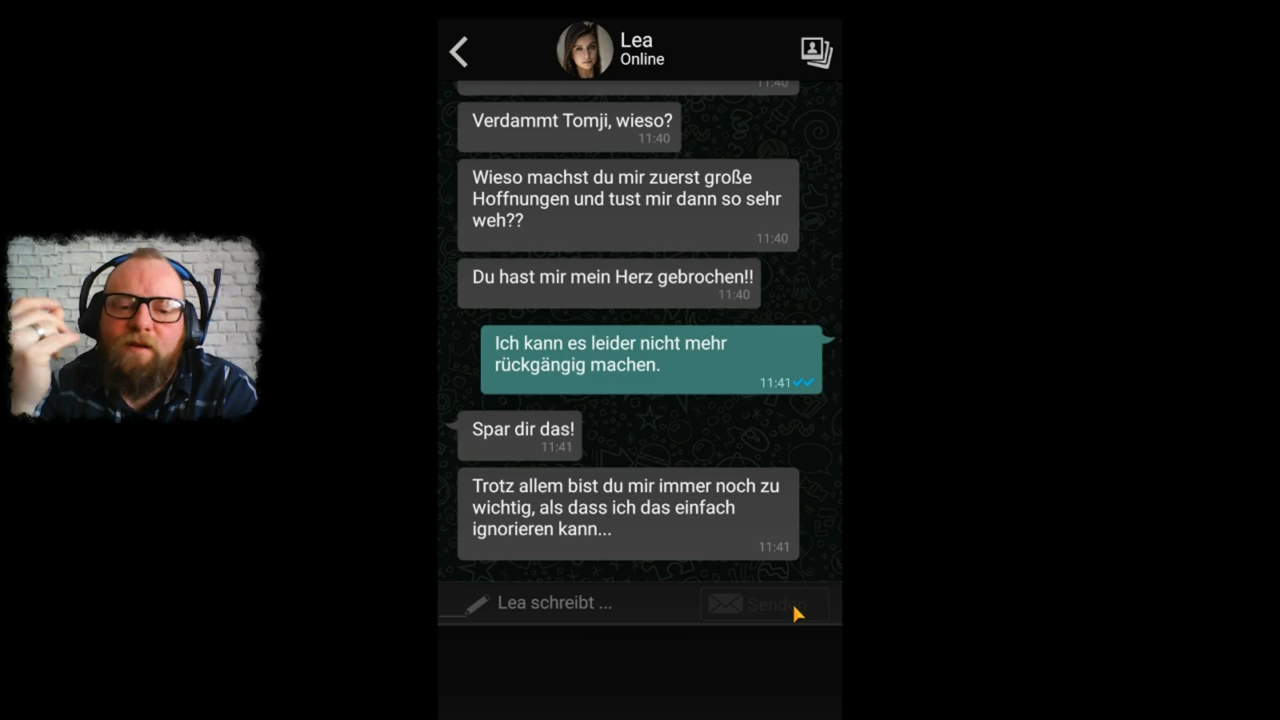 Lea
Online
11:40
Verdammt Tomji, wieso?
11:40
Wieso machst du mir zuerst große
Hoffnungen und tust mir dann so sehr
weh??
11:40
Du hast mir mein Herz gebrochen!!
11:40
Ich kann es leider nicht mehr
rückgängig machen.
11:41
Spar dir das!
11:41
Trotz allem bist du mir immer noch zu
wichtig, als dass ich das einfach
ignorieren kann...
11:41
Lea schreibt ...
Senden